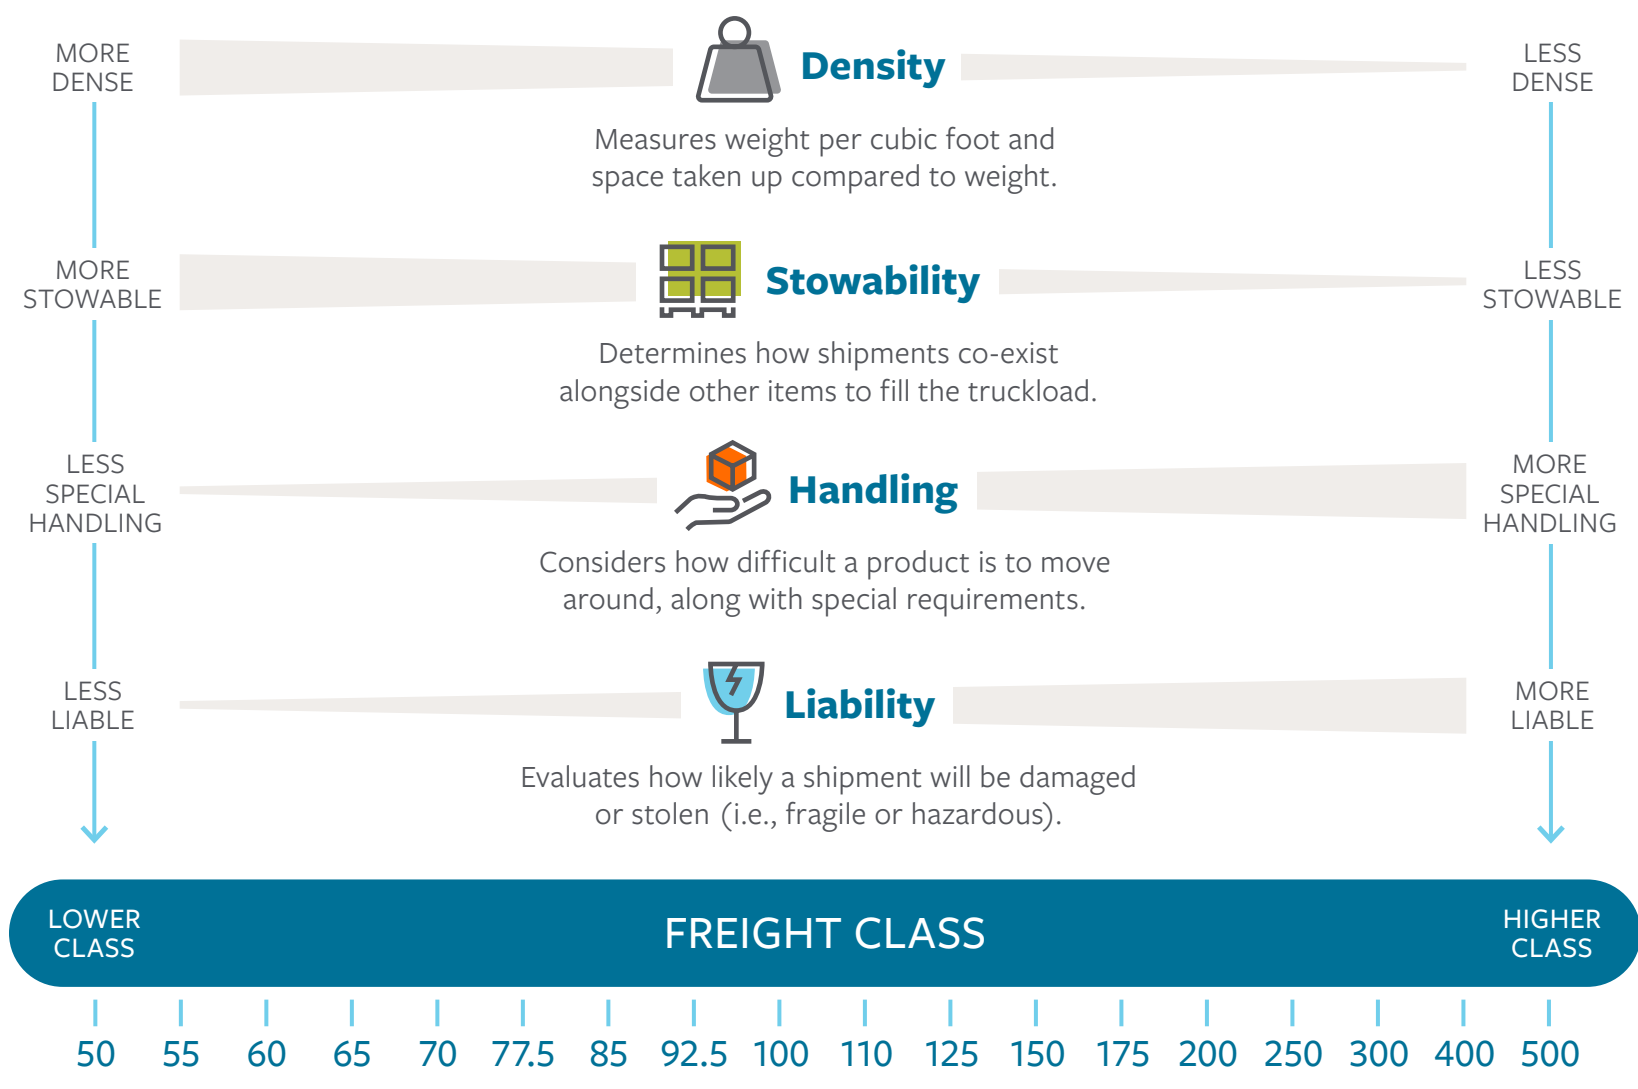 MORE
DENSE
Density
LESS
DENSE
Measures weight per cubic foot and
space taken up compared to weight.
MORE
STOWABLE
Stowability
LESS
STOWABLE
Determines how shipments co-exist
alongside other items to fill the truckload.
LESS
SPECIAL
HANDLING
Handling
MORE
SPECIAL
HANDLING
Considers how difficult a product is to move
around, along with special requirements.
LESS
LIABLE
Liability
MORE
LIABLE
Evaluates how likely a shipment will be damaged
or stolen (i.e., fragile or hazardous).
LOWER
CLASS
FREIGHT CLASS
HIGHER
CLASS
50 55 60 65 70 77.5 85 92.5 100 110 125 150 175 200 250 300 400 500